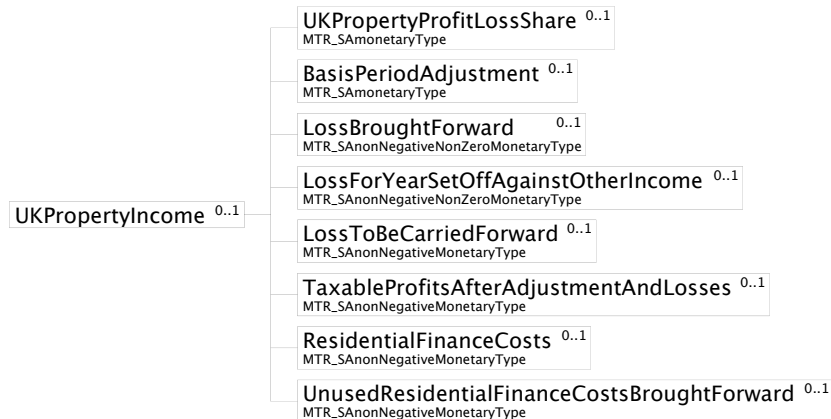 UKPropertyProfitLossShare 0..1
MTR_SAmonetaryType
BasisPeriodAdjustment 0..1
MTR_SAmonetaryType
LossBroughtForward 0..1
MTR_SAnonNegativeNonZeroMonetaryType
LossForYearSetOffAgainstOtherIncome 0..1
MTR_SAnonNegativeNonZeroMonetaryType
UKPropertyIncome 0..1
LossToBeCarriedForward 0..1
MTR_SAnonNegativeMonetaryType
TaxableProfitsAfterAdjustmentAndLosses 0..1
MTR_SAnonNegativeMonetaryType
ResidentialFinanceCosts 0..1
MTR_SAnonNegativeMonetaryType
UnusedResidentialFinanceCostsBroughtForward 0..1
MTR_SAnonNegativeMonetaryType